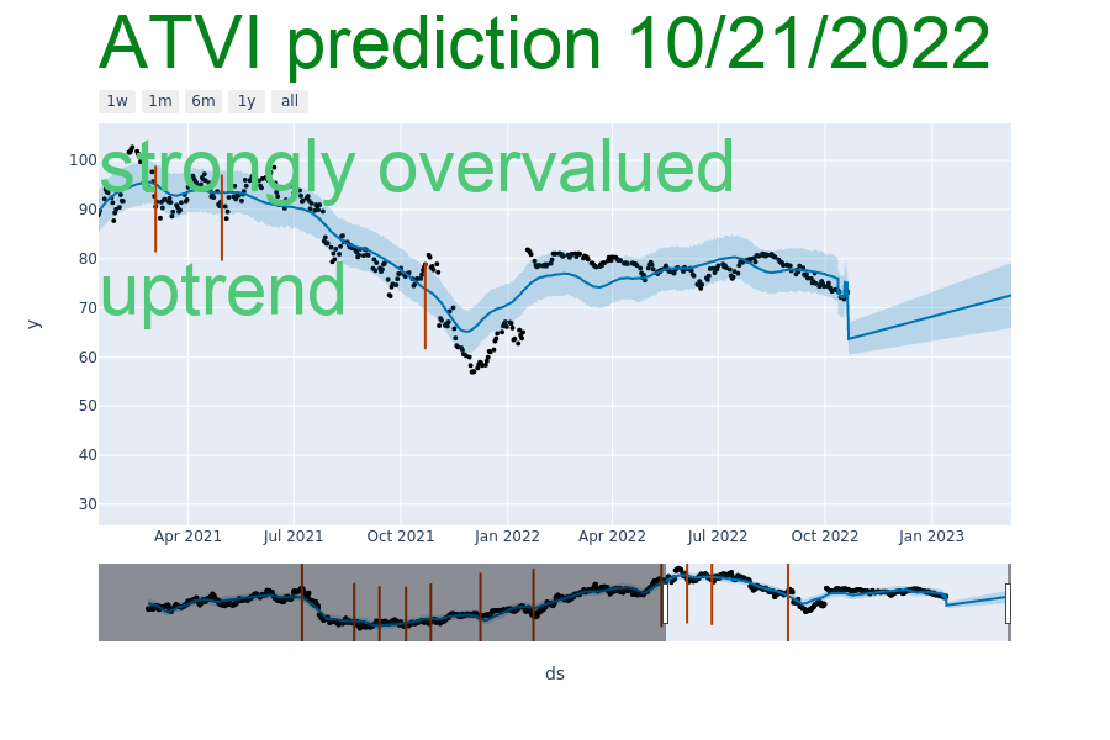 ATVI prediction 10/21/2022
1w 1m 6m 1y all
strongly overvalued
uptrend
100
90
80
70
60
50
40
30
y
Apr 2021 Jul 2021 Oct 2021 Jan 2022 Apr 2022 Jul 2022 Oct 2022 Jan 2023
ds